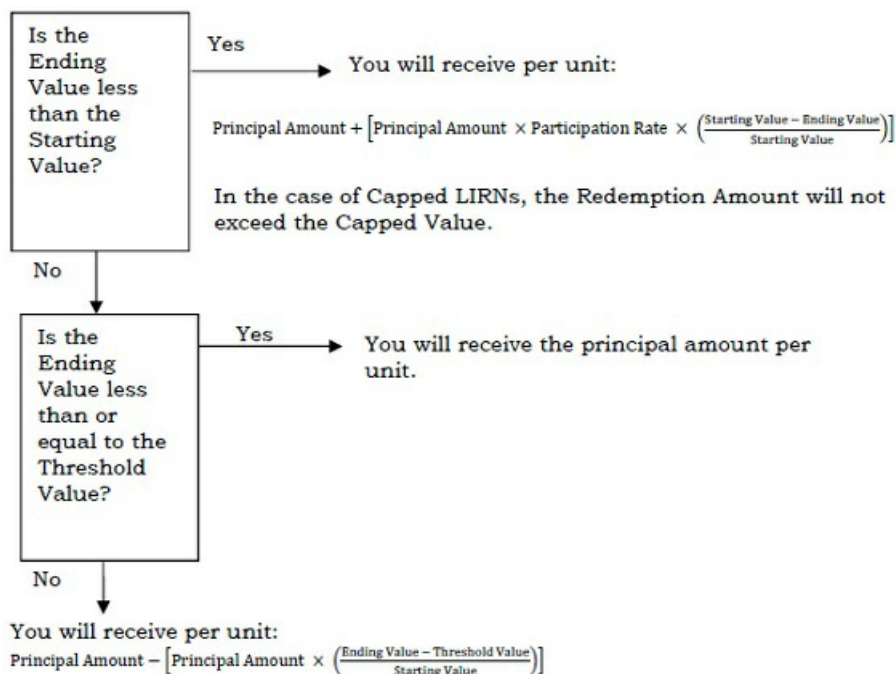 Is the
Ending
Value less
than the
Starting
Value?
Yes
You will receive per unit:
Principal Amount + [Principal Amount × Participation Rate × (Starting Value – Ending Value / Starting Value)]
In the case of Capped LIRNs, the Redemption Amount will not
exceed the Capped Value.
No
Is the
Ending
Value less
than or
equal to the
Threshold
Value?
Yes
You will receive the principal amount per
unit.
No
You will receive per unit:
Principal Amount – [Principal Amount × (Ending Value – Threshold Value / Starting Value)]